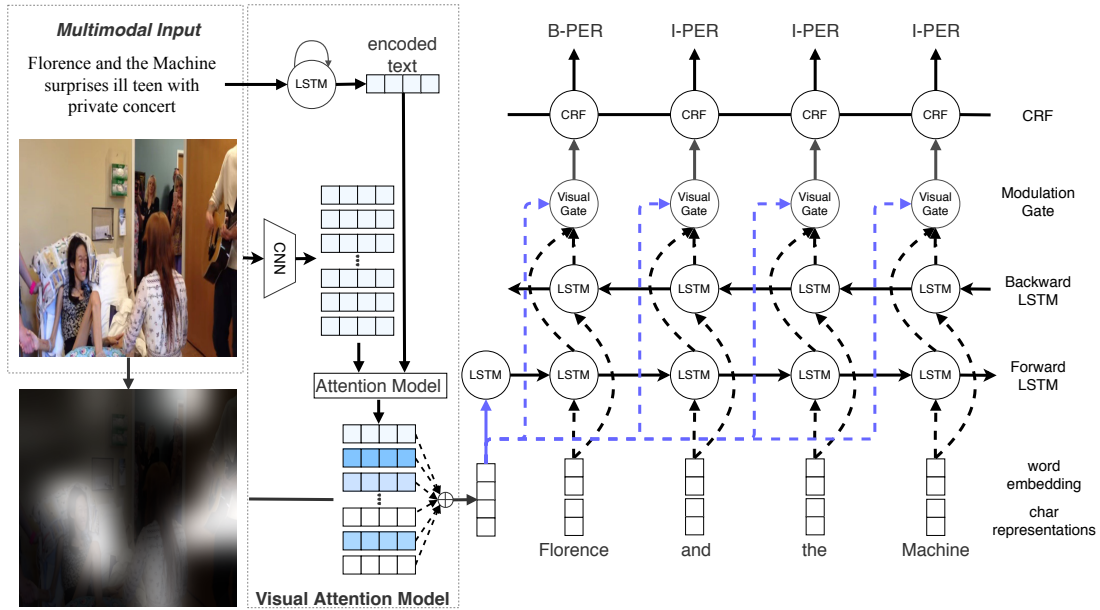 Multimodal Input
Florence and the Machine
surprises ill teen with
private concert
LSTM
encoded
text
CNN
Attention Model
Visual Attention Model
B-PER I-PER I-PER I-PER
CRF CRF CRF CRF CRF
Visual Gate Visual Gate Visual Gate Visual Gate
Modulation
Gate
LSTM LSTM LSTM LSTM
Backward
LSTM
LSTM LSTM LSTM LSTM LSTM
Forward
LSTM
word
embedding
char
representations
Florence and the Machine